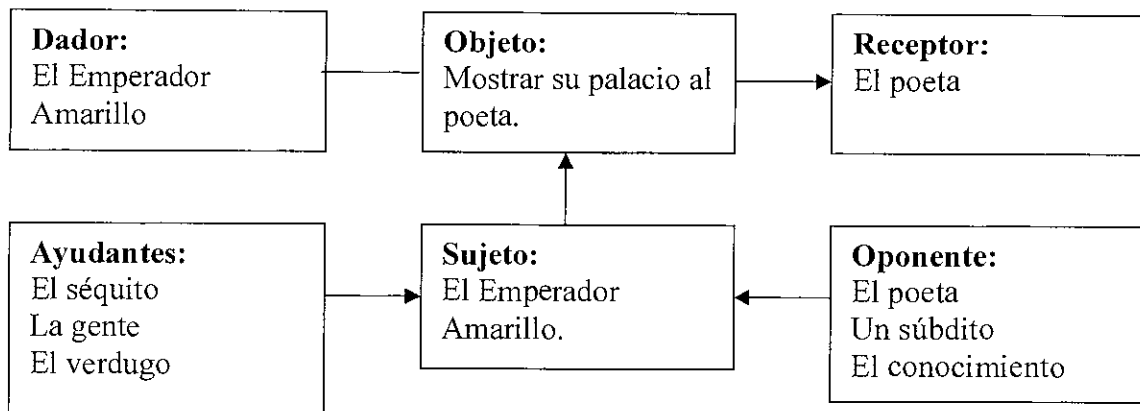 Dador:
El Emperador
Amarillo
Objeto:
Mostrar su palacio al
poeta.
Receptor:
El poeta
Ayudantes:
El séquito
La gente
El verdugo
Sujeto:
El Emperador
Amarillo.
Oponente:
El poeta
Un súbdito
El conocimiento